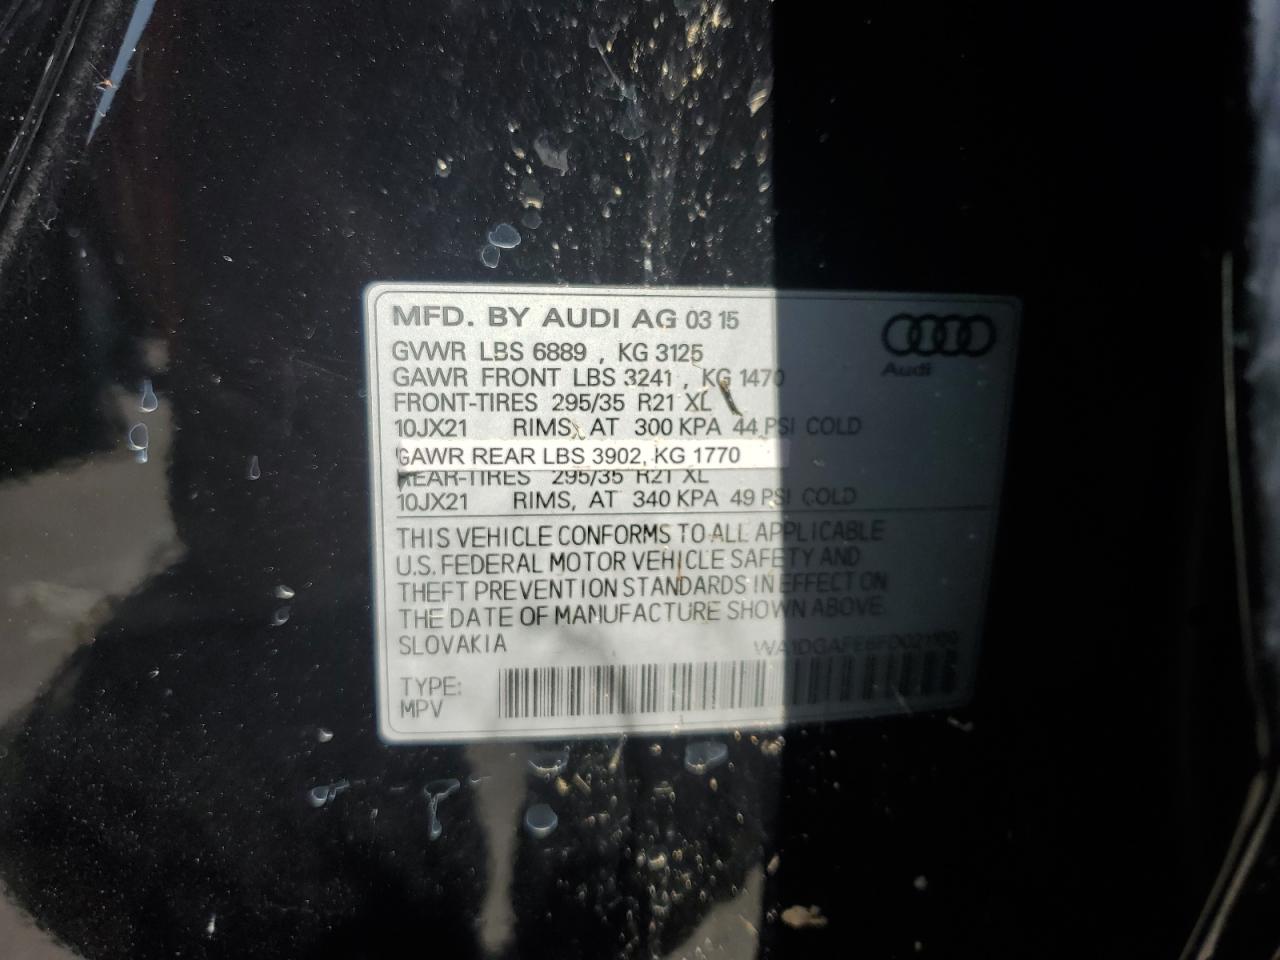 MFD. BY AUDI AG 03 15
Audi
GVWR LBS 6889 , KG 3125
GAWR FRONT LBS 3241 , KG 1470
FRONT-TIRES 295/35 R21 XL
10JX21 RIMS, AT 300 KPA 44 PSI COLD
GAWR REAR LBS 3902, KG 1770
REAR-TIRES 295/35 R21 XL
10JX21 RIMS, AT 340 KPA 49 PSI COLD
THIS VEHICLE CONFORMS TO ALL APPLICABLE
U.S. FEDERAL MOTOR VEHICLE SAFETY AND
THEFT PREVENTION STANDARDS IN EFFECT ON
THE DATE OF MANUFACTURE SHOWN ABOVE.
SLOVAKIA
TYPE:
MPV